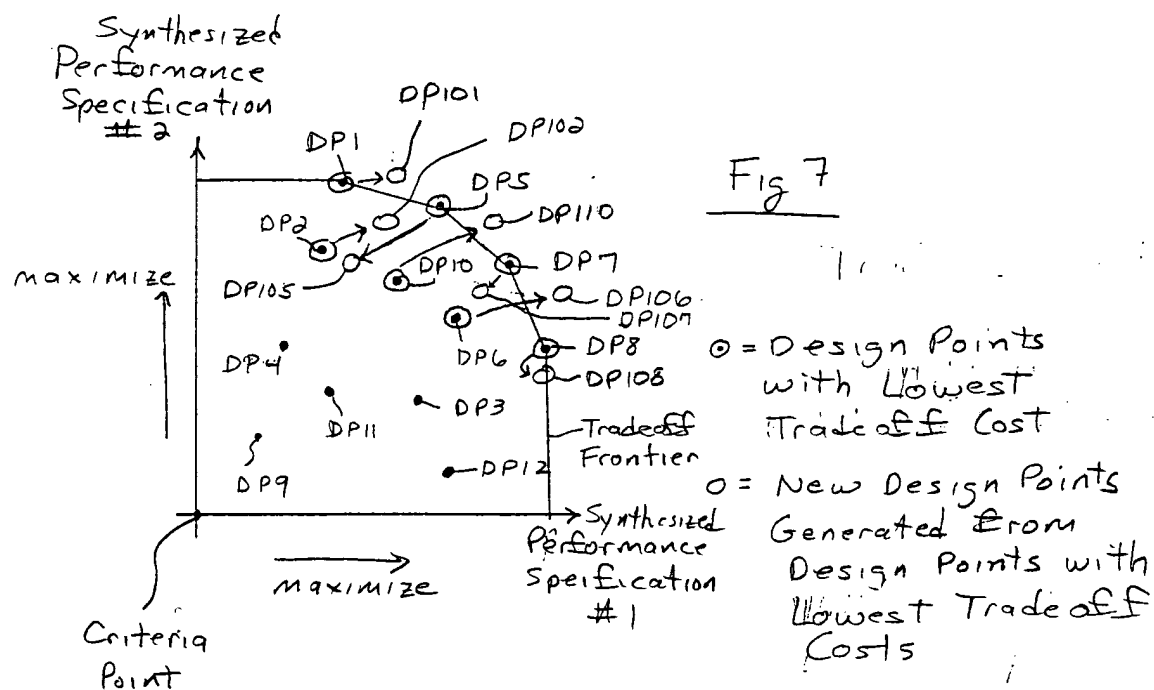 Synthesized
Performance
Specification
# 2
DP101
DP102
DP1
DP5
Fig 7
DP2
DP110
DP10
DP7
maximize
DP105
DP106
DP107
DP6
DP8
DP4
DP108
⊙ = Design Points
with Lowest
Tradeoff Cost
DP3
DP11
Tradeoff
Frontier
DP12
DP9
o = New Design Points
Generated From
Design Points with
Lowest Tradeoff
Costs
Synthesized
Performance
Specification
# 1
maximize
Criteria
Point